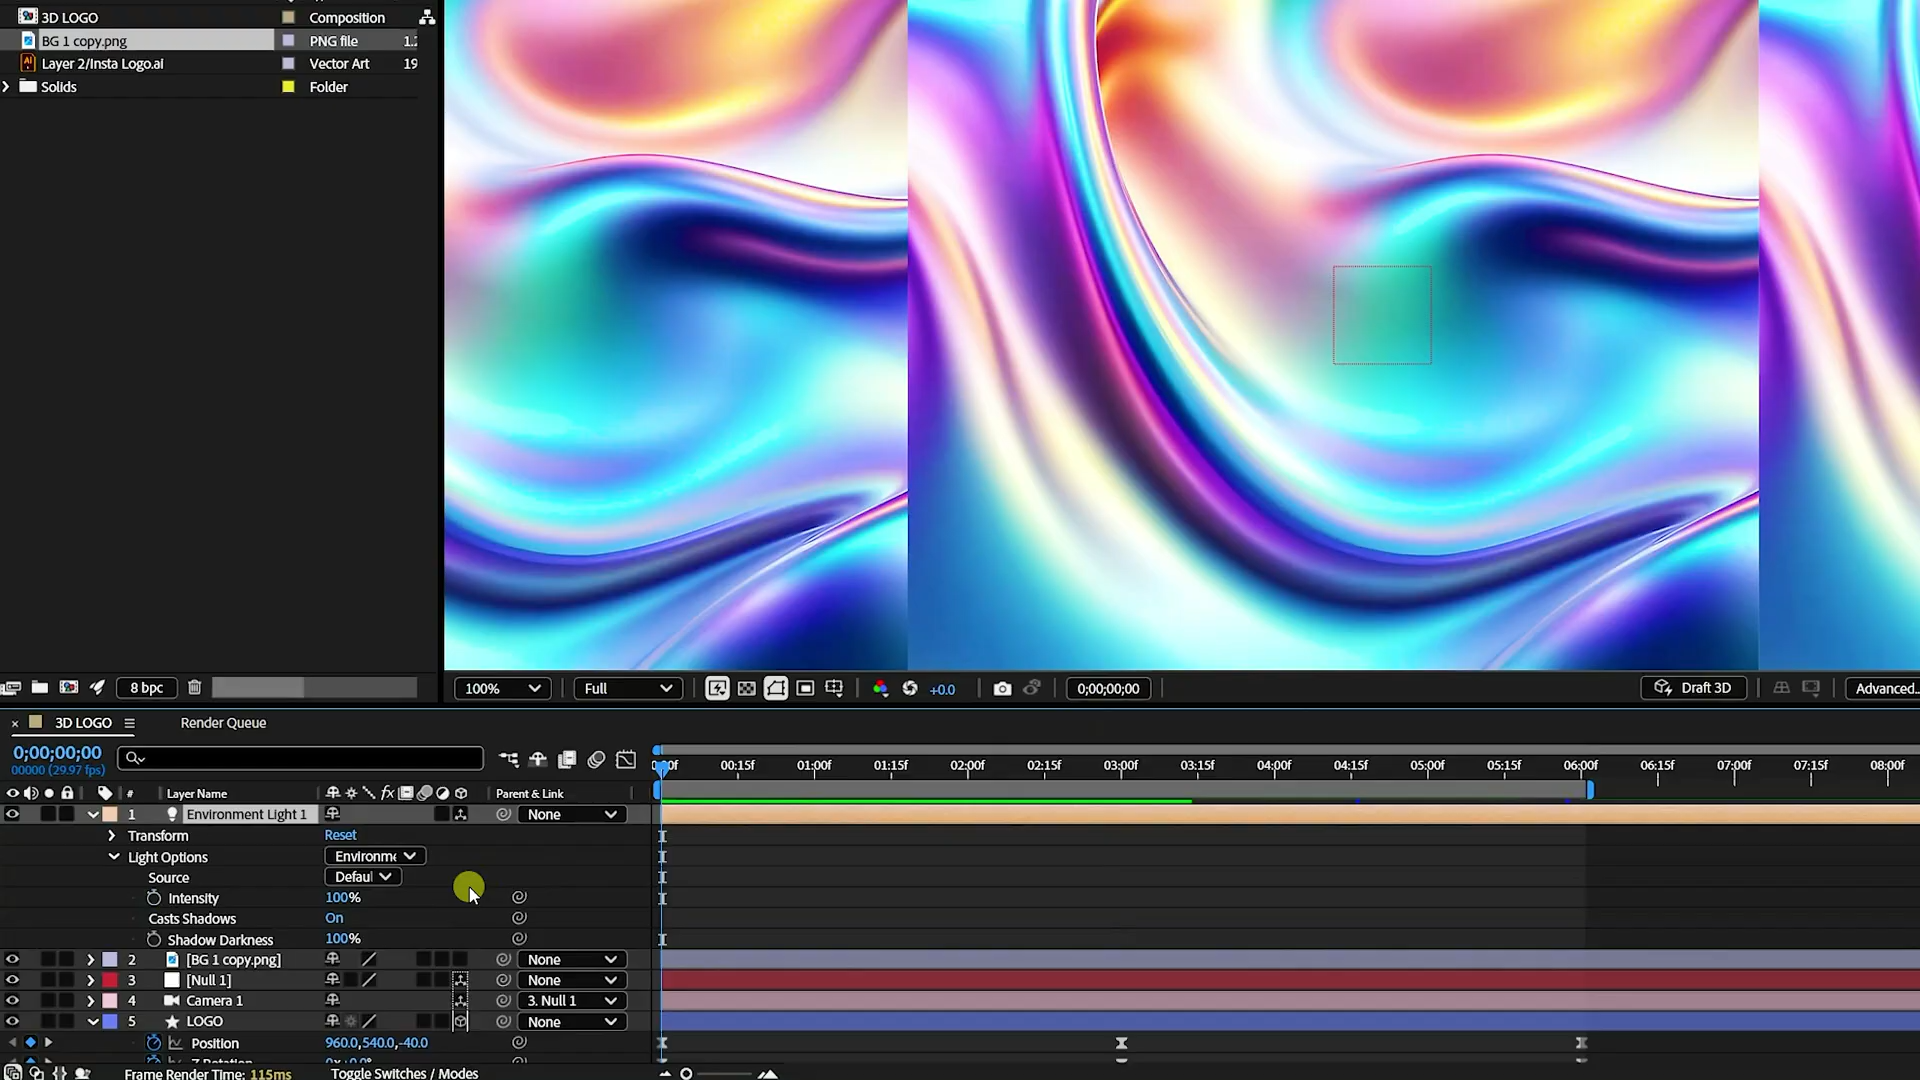 3D LOGO Composition
BG 1 copy.png PNG file 1.2
Layer 2/Insta Logo.ai Vector Art 19
Solids Folder
8 bpc 100% Full +0.0 0;00;00;00 Draft 3D Advanced...
3D LOGO Render Queue
0;00;00;00
00000 (29.97 fps)
00f 00:15f 01:00f 01:15f 02:00f 02:15f 03:00f 03:15f 04:00f 04:15f 05:00f 05:15f 06:00f 06:15f 07:00f 07:15f 08:00f
# Layer Name fx Parent & Link
1 Environment Light 1 None
Transform Reset
Light Options Environme
Source Defaul
Intensity 100%
Casts Shadows On
Shadow Darkness 100%
2 [BG 1 copy.png] None
3 [Null 1] None
4 Camera 1 3. Null 1
5 LOGO None
Position 960.0,540.0,-40.0
Frame Render Time: 115ms Toggle Switches / Modes